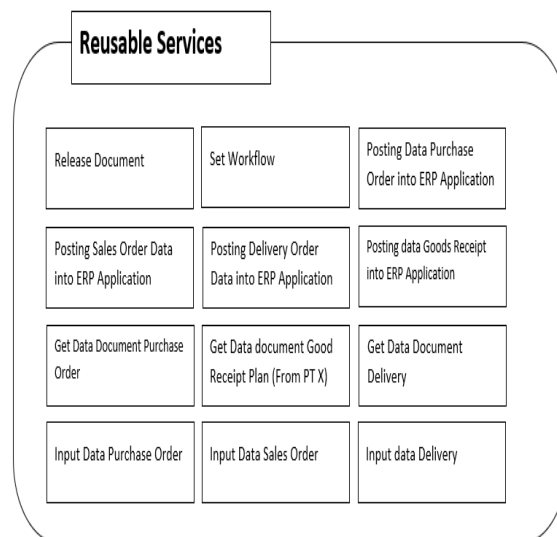 Reusable Services
Release Document
Set Workflow
Posting Data Purchase
Order into ERP Application
Posting Sales Order Data
into ERP Application
Posting Delivery Order
Data into ERP Application
Posting data Goods Receipt
into ERP Application
Get Data Document Purchase
Order
Get Data document Good
Receipt Plan (From PT X)
Get Data Document
Delivery
Input Data Purchase Order
Input Data Sales Order
Input data Delivery